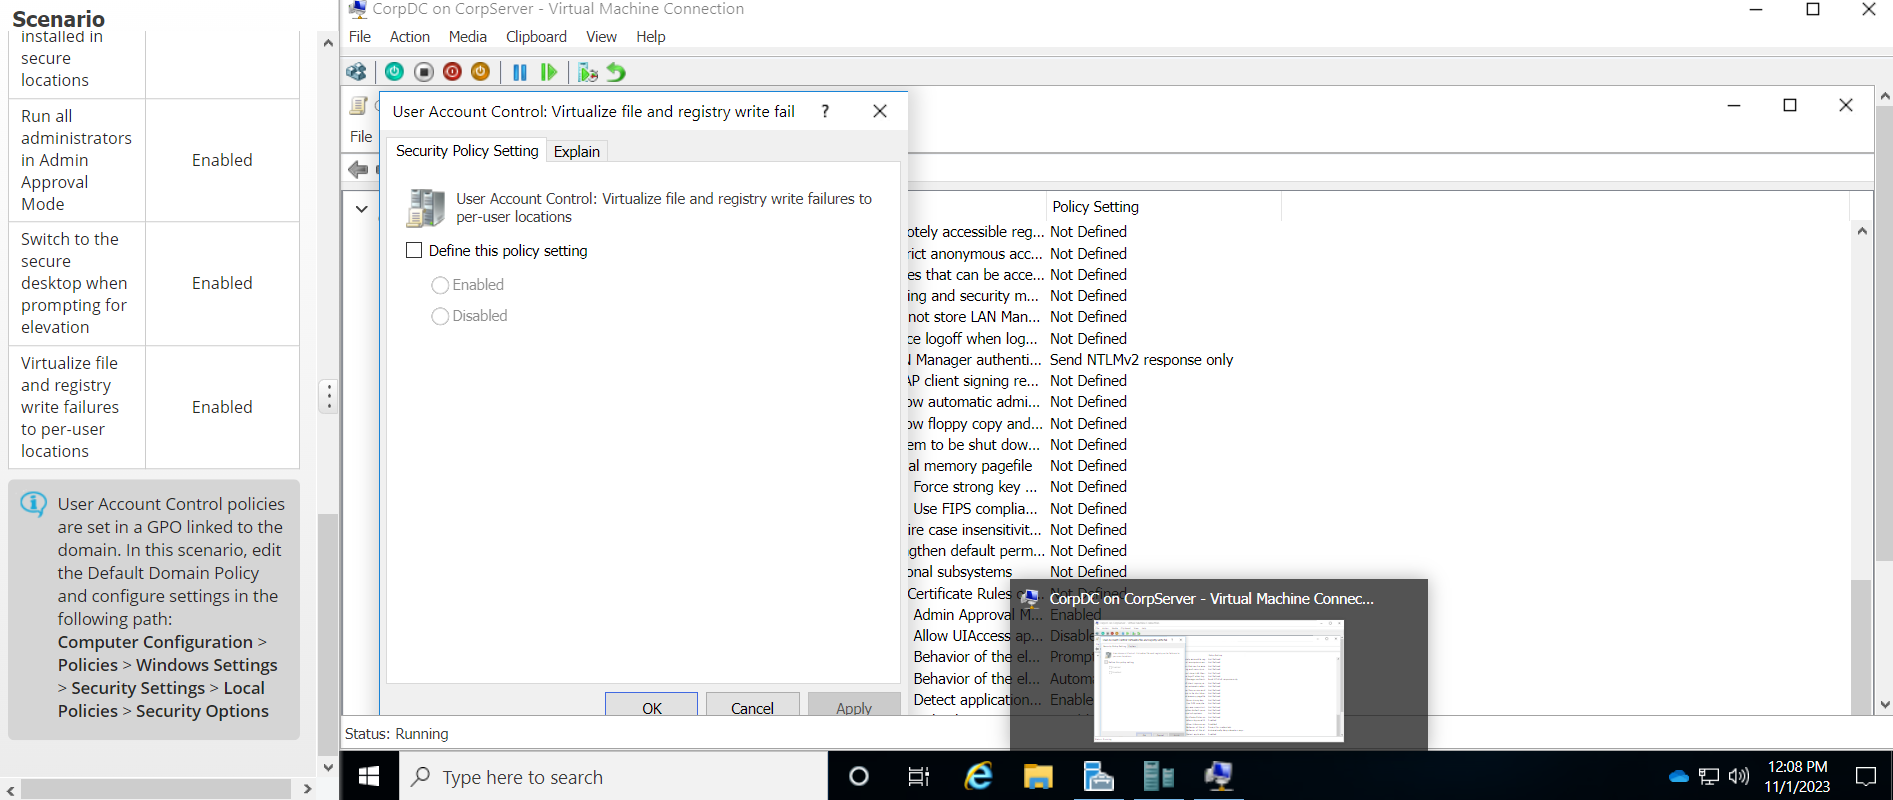 Scenario
installed in
secure
locations
Run all
administrators
in Admin
Approval
Mode
Enabled
Switch to the
secure
desktop when
prompting for
elevation
Enabled
Virtualize file
and registry
write failures
to per-user
locations
Enabled
User Account Control policies
are set in a GPO linked to the
domain. In this scenario, edit
the Default Domain Policy
and configure settings in the
following path:
Computer Configuration >
Policies > Windows Settings
> Security Settings > Local
Policies > Security Options
CorpDC on CorpServer - Virtual Machine Connection
File Action Media Clipboard View Help
File
User Account Control: Virtualize file and registry write fail ?
Security Policy Setting Explain
User Account Control: Virtualize file and registry write failures to
per-user locations
Define this policy setting
Enabled
Disabled
OK Cancel Apply
Policy Setting
otely accessible reg... Not Defined
rict anonymous acc... Not Defined
es that can be acce... Not Defined
ing and security m... Not Defined
not store LAN Man... Not Defined
ce logoff when log... Not Defined
Manager authenti... Send NTLMv2 response only
AP client signing re... Not Defined
ow automatic admi... Not Defined
ow floppy copy and... Not Defined
em to be shut dow... Not Defined
al memory pagefile Not Defined
Force strong key ... Not Defined
Use FIPS complia... Not Defined
ire case insensitivit... Not Defined
gthen default perm... Not Defined
onal subsystems Not Defined
Certificate Rules
Admin Approval M... Enabled
Allow UIAccess ap... Disable
Behavior of the el... Prompt
Behavior of the el... Autom
Detect application... Enable
CorpDC on CorpServer - Virtual Machine Connec...
Status: Running
Type here to search
12:08 PM
11/1/2023